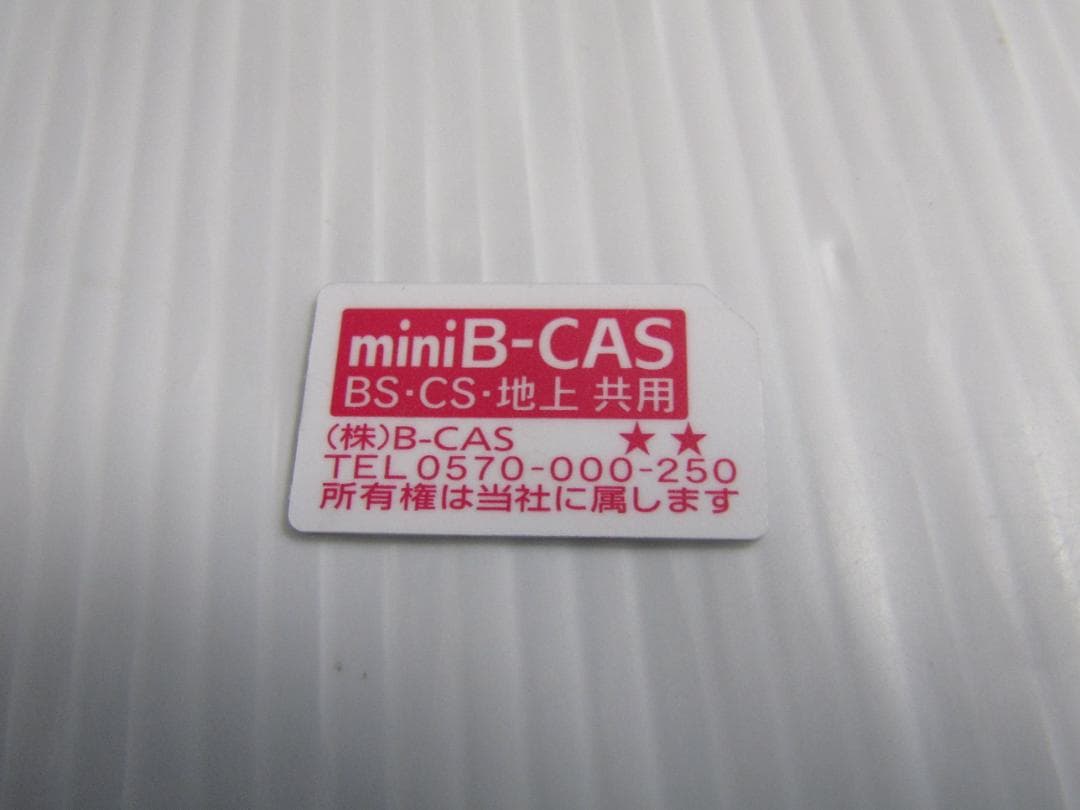 miniB-CAS
BS・CS・地上 共用
(株)B-CAS ★★
TEL0570-000-250
所有権は当社に属します